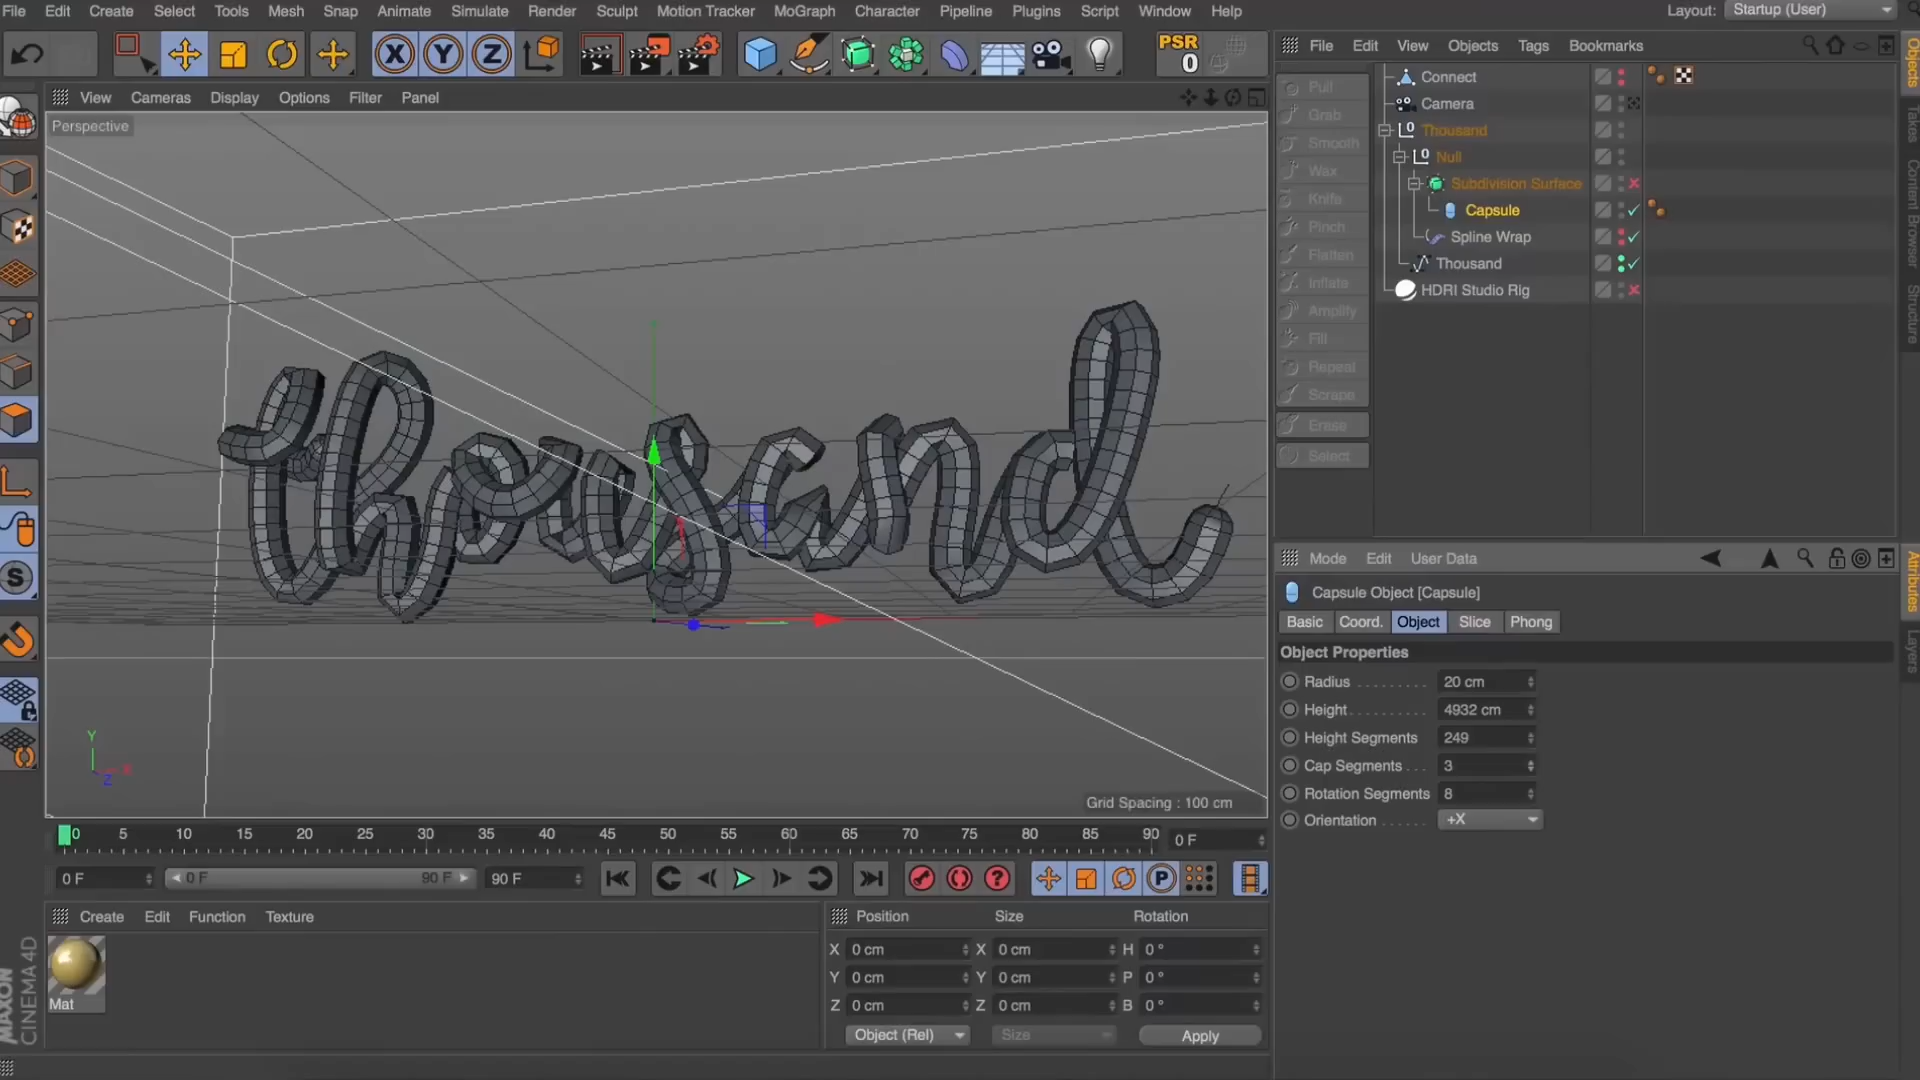 File Edit Create Select Tools Mesh Snap Animate Simulate Render Sculpt Motion Tracker MoGraph Character Pipeline Plugins Script Window Help Layout: Startup (User)
X Y Z PSR 0
File Edit View Objects Tags Bookmarks
View Cameras Display Options Filter Panel
Perspective
thousand
Y
X
Z
Grid Spacing : 100 cm
Pull
Grab
Smooth
Wax
Knife
Pinch
Flatten
Inflate
Amplify
Fill
Repeat
Scrape
Erase
Select
Connect
Camera
Thousand
Null
Subdivision Surface
Capsule
Spline Wrap
Thousand
HDRI Studio Rig
Objects
Takes
Content Browser
Structure
Mode Edit User Data
Capsule Object [Capsule]
Basic Coord. Object Slice Phong
Object Properties
Radius 20 cm
Height 4932 cm
Height Segments 249
Cap Segments 3
Rotation Segments 8
Orientation +X
Attributes
Layers
0 5 10 15 20 25 30 35 40 45 50 55 60 65 70 75 80 85 90 0 F
0 F 0 F 90 F 90 F
Create Edit Function Texture
Mat
Position Size Rotation
X 0 cm X 0 cm H 0 °
Y 0 cm Y 0 cm P 0 °
Z 0 cm Z 0 cm B 0 °
Object (Rel) Size Apply
MAXON
CINEMA 4D